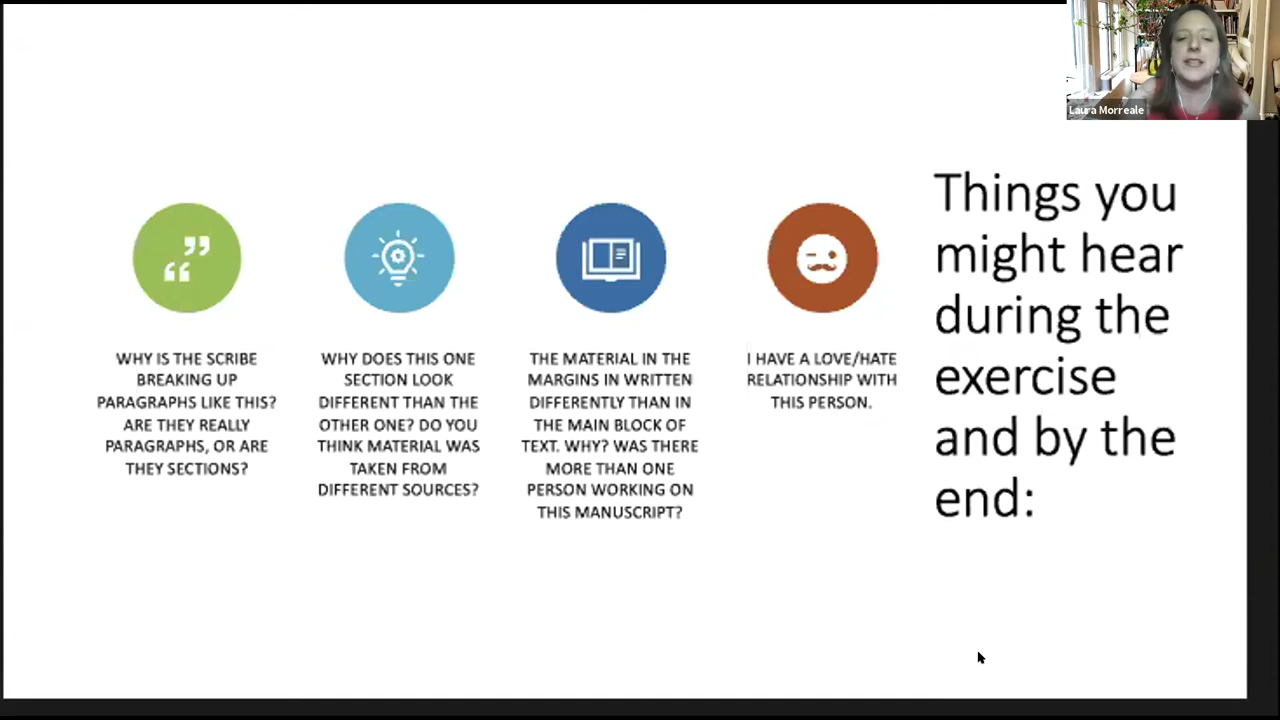 Laura Morreale
Things you
might hear
during the
exercise
and by the
end:
WHY IS THE SCRIBE
BREAKING UP
PARAGRAPHS LIKE THIS?
ARE THEY REALLY
PARAGRAPHS, OR ARE
THEY SECTIONS?
WHY DOES THIS ONE
SECTION LOOK
DIFFERENT THAN THE
OTHER ONE? DO YOU
THINK MATERIAL WAS
TAKEN FROM
DIFFERENT SOURCES?
THE MATERIAL IN THE
MARGINS IN WRITTEN
DIFFERENTLY THAN IN
THE MAIN BLOCK OF
TEXT. WHY? WAS THERE
MORE THAN ONE
PERSON WORKING ON
THIS MANUSCRIPT?
I HAVE A LOVE/HATE
RELATIONSHIP WITH
THIS PERSON.